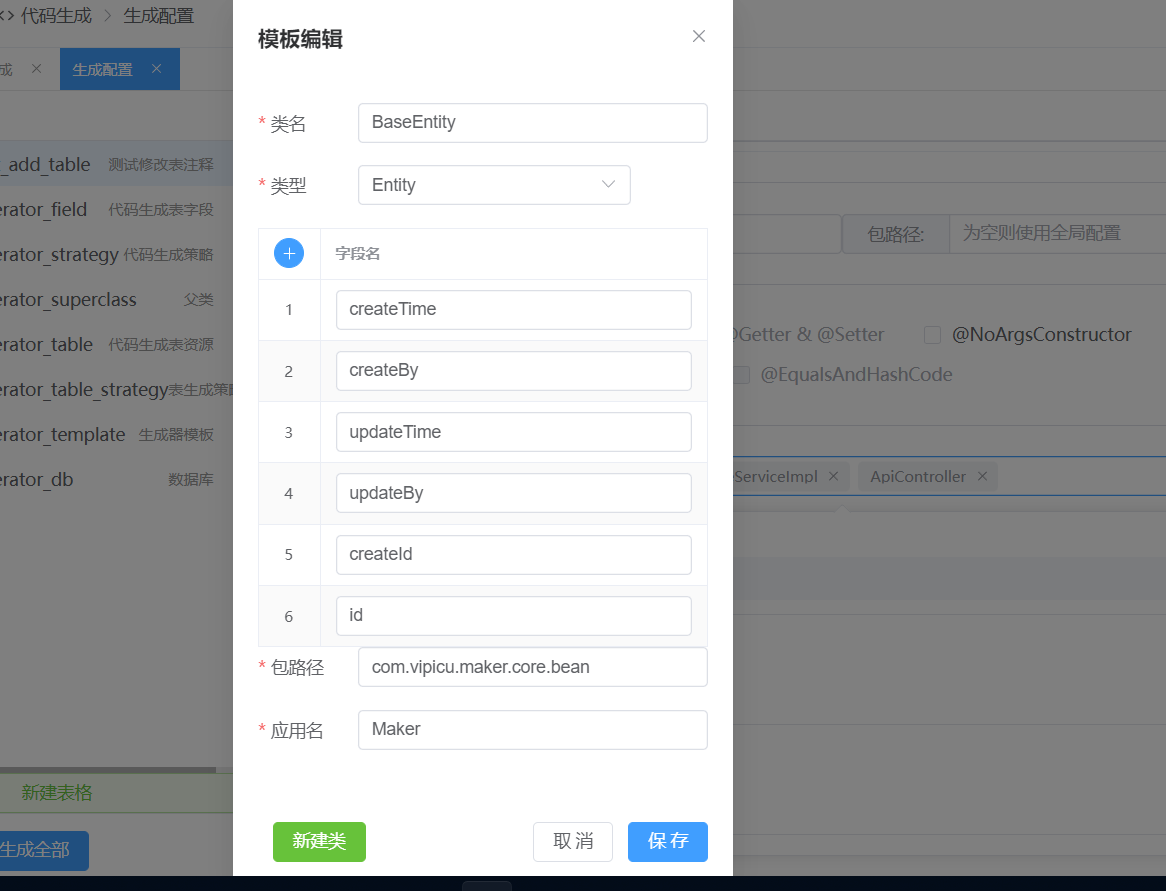 代码生成 > 生成配置
成 × 生成配置 ×
_add_table 测试修改表注释
erator_field 代码生成表字段
erator_strategy 代码生成策略
erator_superclass 父类
erator_table 代码生成表资源
erator_table_strategy 表生成策略
erator_template 生成器模板
erator_db 数据库
新建表格
生成全部
模板编辑
* 类名 BaseEntity
* 类型 Entity
字段名
1 createTime
2 createBy
3 updateTime
4 updateBy
5 createId
6 id
* 包路径 com.vipicu.maker.core.bean
* 应用名 Maker
新建类 取消 保存
包路径: 为空则使用全局配置
@Getter & @Setter @NoArgsConstructor
@EqualsAndHashCode
ServiceImpl × ApiController ×